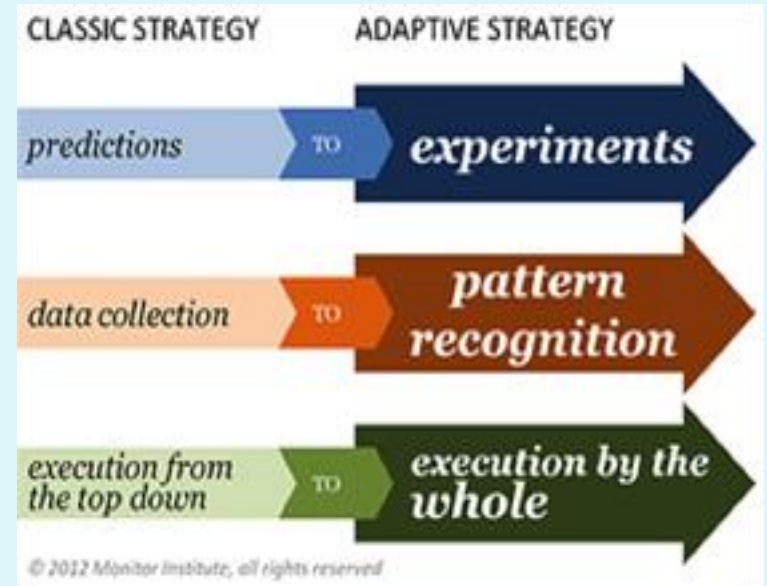 CLASSIC STRATEGY ADAPTIVE STRATEGY
predictions TO experiments
data collection TO pattern
recognition
execution from
the top down TO execution by the
whole
© 2012 Monitor Institute, all rights reserved